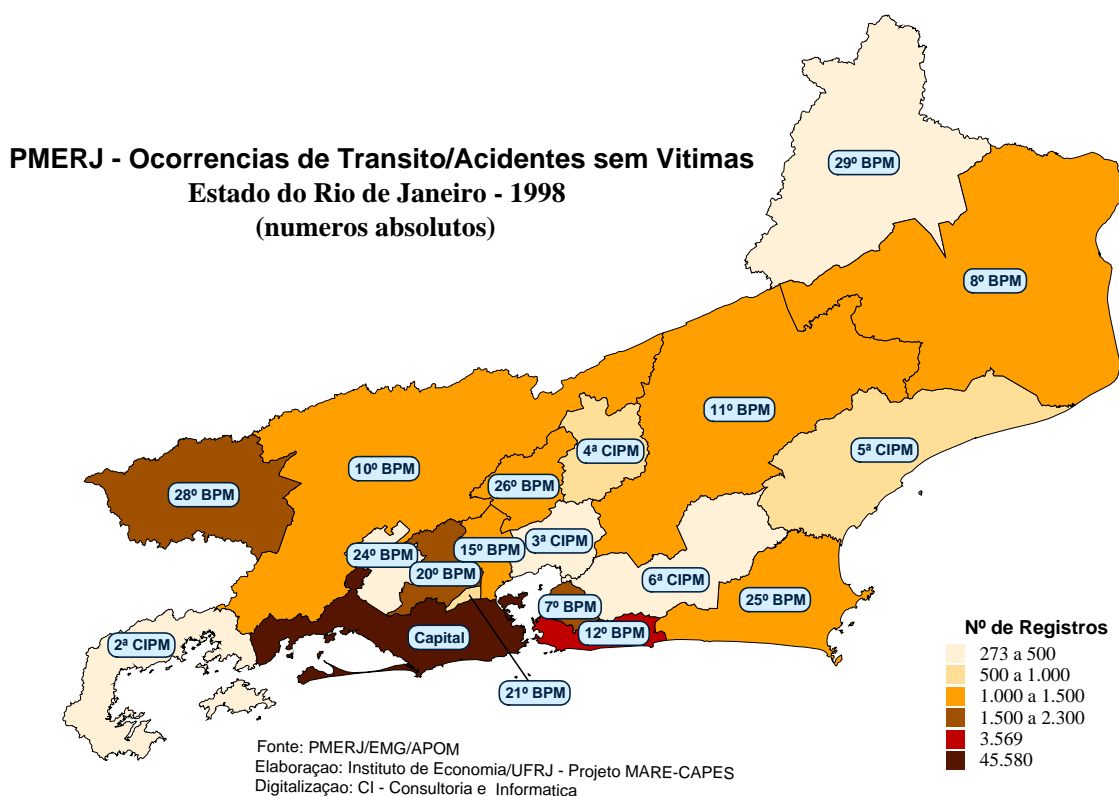 PMERJ - Ocorrencias de Transito/Acidentes sem Vitimas
Estado do Rio de Janeiro - 1998
(numeros absolutos)
29º BPM
8º BPM
11º BPM
4ª CIPM
5ª CIPM
10º BPM
28º BPM
26º BPM
3ª CIPM
15º BPM
24º BPM
20º BPM
6ª CIPM
25º BPM
7º BPM
12º BPM
Capital
2ª CIPM
21º BPM
Nº de Registros
273 a 500
500 a 1.000
1.000 a 1.500
1.500 a 2.300
3.569
45.580
Fonte: PMERJ/EMG/APOM
Elaboraçao: Instituto de Economia/UFRJ - Projeto MARE-CAPES
Digitalizaçao: CI - Consultoria e Informatica